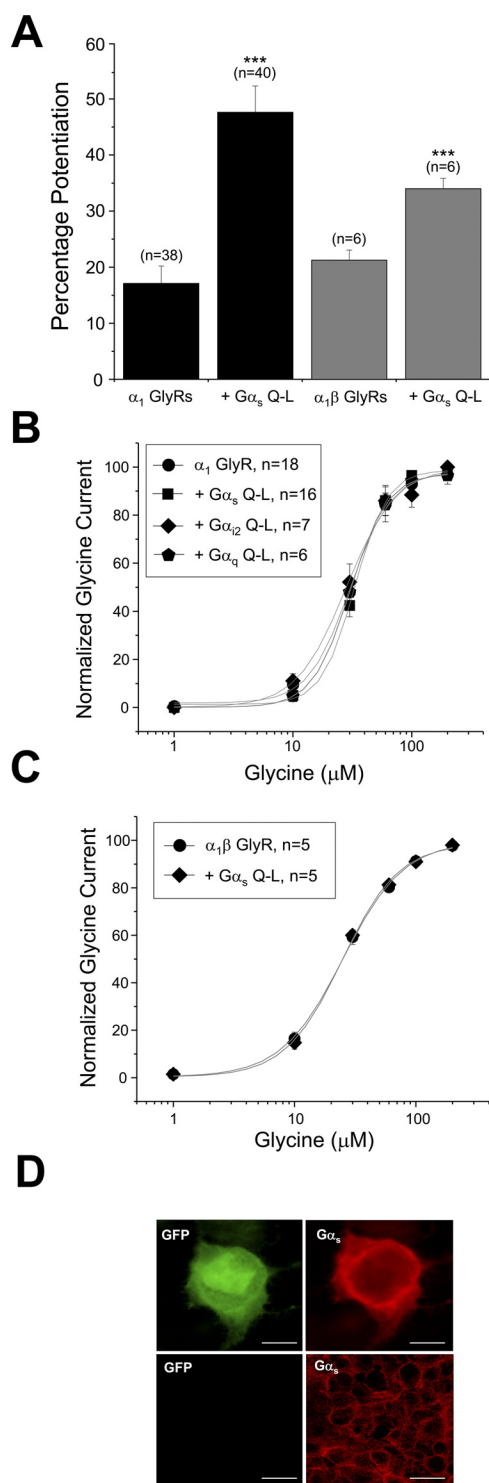 A
60
50
40
30
20
10
0
Percentage Potentiation
(n=38)
***
(n=40)
(n=6)
***
(n=6)
α₁ GlyRs
+ Gαₛ Q-L
α₁β GlyRs
+ Gαₛ Q-L
B
100
80
60
40
20
0
Normalized Glycine Current
α₁ GlyR, n=18
+ Gαₛ Q-L, n=16
+ Gαᵢ₂ Q-L, n=7
+ Gα_q Q-L, n=6
1
10
100
Glycine (μM)
C
100
80
60
40
20
0
Normalized Glycine Current
α₁β GlyR, n=5
+ Gαₛ Q-L, n=5
1
10
100
Glycine (μM)
D
GFP
Gαₛ
GFP
Gαₛ